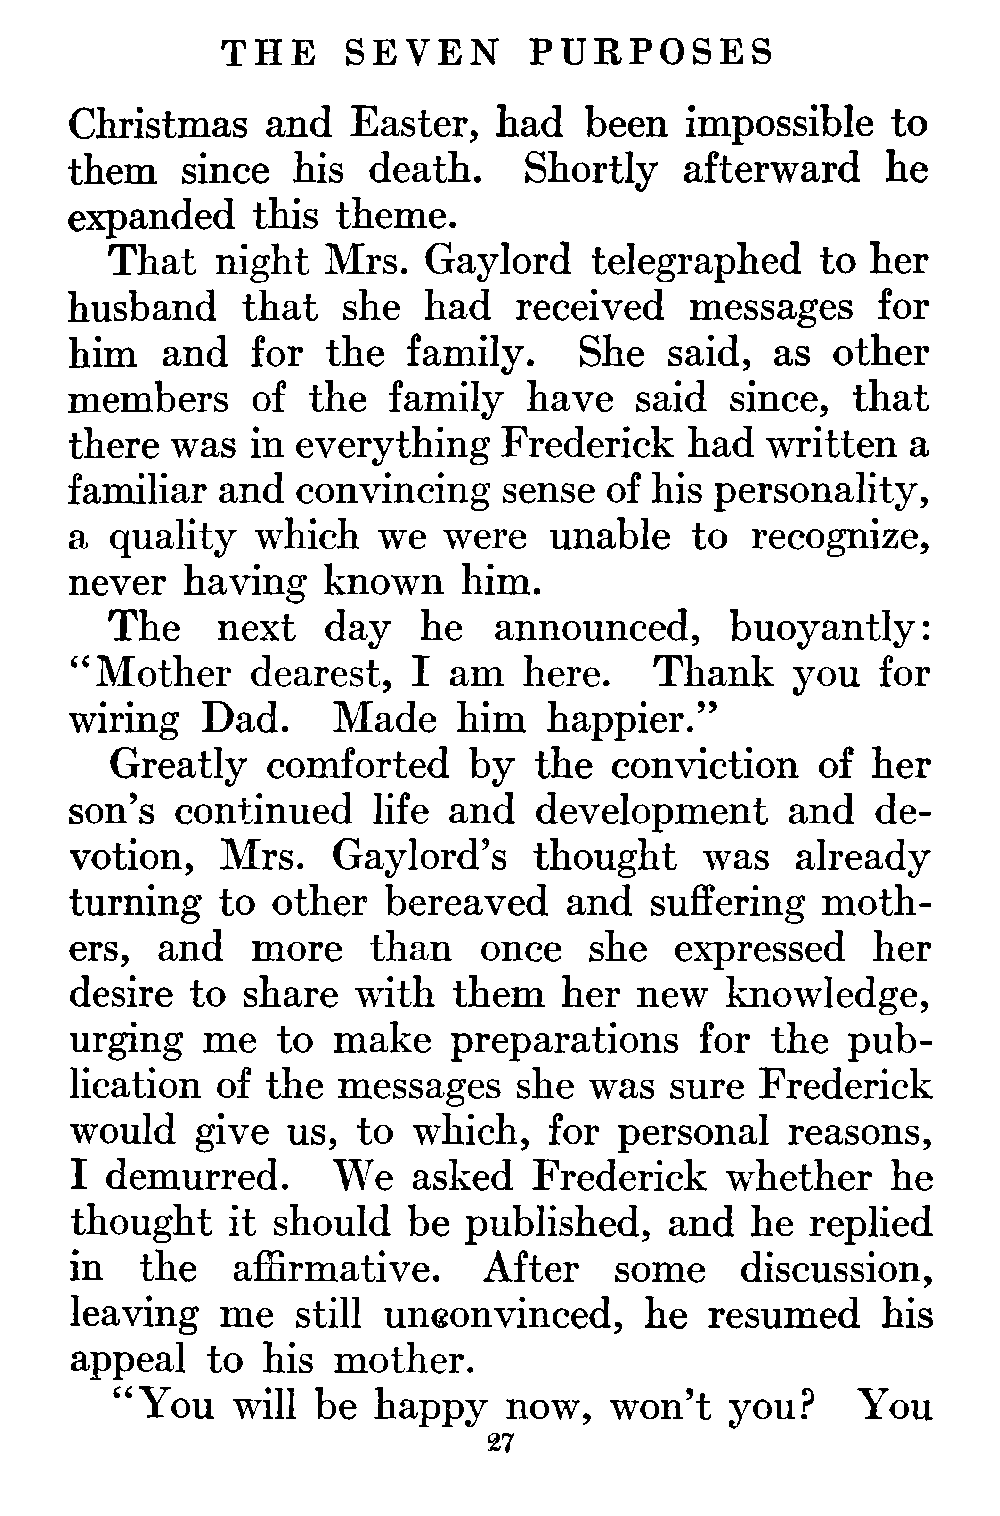 THE SEVEN PURPOSES
Christmas and Easter, had been impossible to
them since his death. Shortly afterward he
expanded this theme.
That night Mrs. Gaylord telegraphed to her
husband that she had received messages for
him and for the family. She said, as other
members of the family have said since, that
there was in everything Frederick had written a
familiar and convincing sense of his personality,
a quality which we were unable to recognize,
never having known him.
The next day he announced, buoyantly:
“Mother dearest, I am here. Thank you for
wiring Dad. Made him happier.”
Greatly comforted by the conviction of her
son’s continued life and development and de-
votion, Mrs. Gaylord’s thought was already
turning to other bereaved and suffering moth-
ers, and more than once she expressed her
desire to share with them her new knowledge,
urging me to make preparations for the pub-
lication of the messages she was sure Frederick
would give us, to which, for personal reasons,
I demurred. We asked Frederick whether he
thought it should be published, and he replied
in the affirmative. After some discussion,
leaving me still unconvinced, he resumed his
appeal to his mother.
“You will be happy now, won’t you? You
27